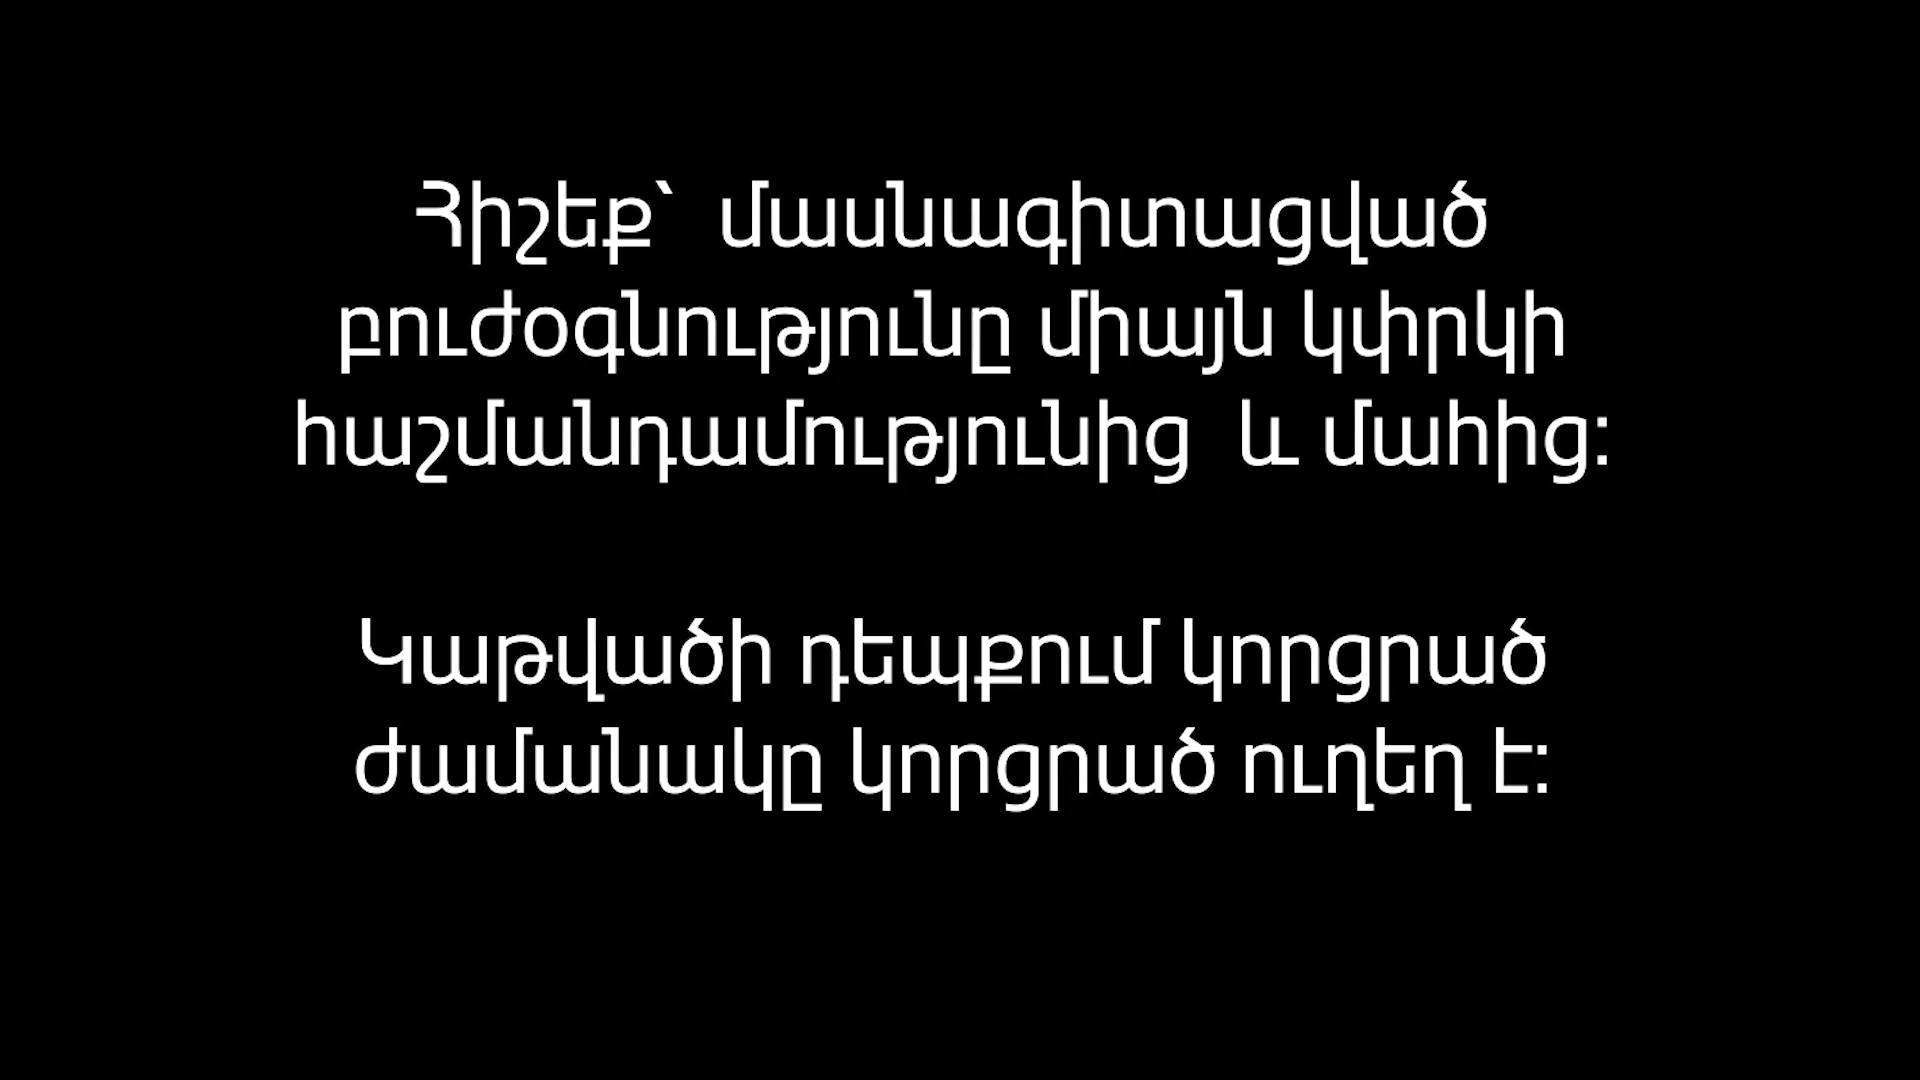 Հիշեք՝ մասնագիտացված
բուժօգնությունը միայն կփրկի
հաշմանդամությունից և մահից:
Կաթվածի դեպքում կորցրած
ժամանակը կորցրած ուղեղ է: